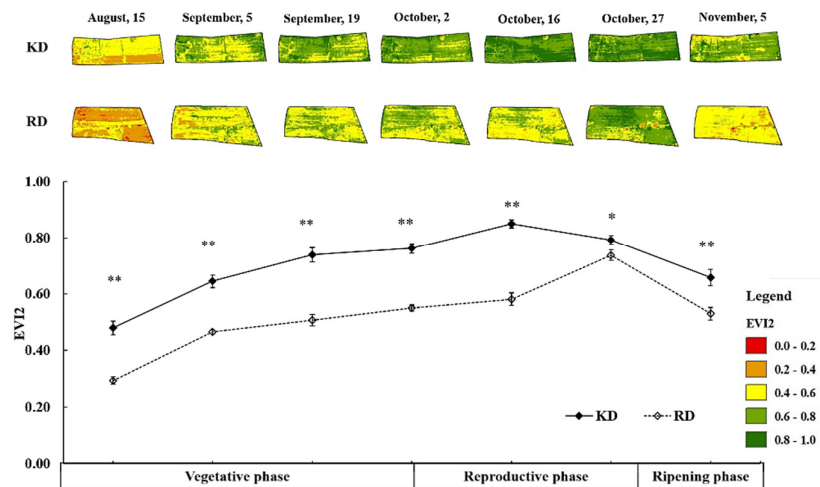 August, 15 September, 5 September, 19 October, 2 October, 16 October, 27 November, 5
KD
RD
1.00
0.80
0.60
0.40
0.20
0.00
EVI2
** ** ** ** ** * **
KD RD
Legend
EVI2
0.0 - 0.2
0.2 - 0.4
0.4 - 0.6
0.6 - 0.8
0.8 - 1.0
Vegetative phase Reproductive phase Ripening phase